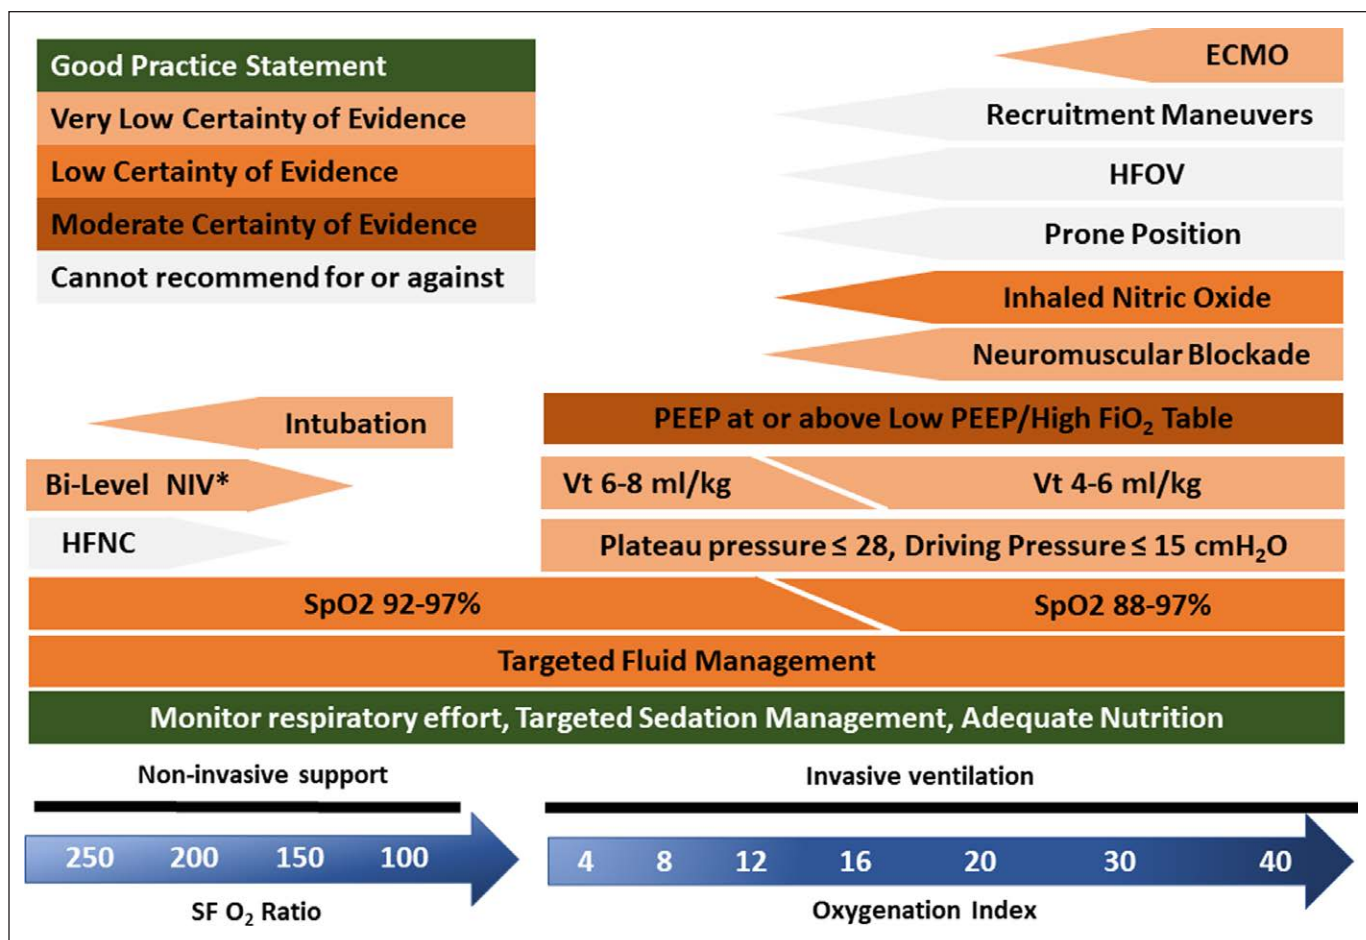 Good Practice Statement
Very Low Certainty of Evidence
Low Certainty of Evidence
Moderate Certainty of Evidence
Cannot recommend for or against
ECMO
Recruitment Maneuvers
HFOV
Prone Position
Inhaled Nitric Oxide
Neuromuscular Blockade
Intubation
PEEP at or above Low PEEP/High FiO₂ Table
Bi-Level NIV*
Vt 6-8 ml/kg
Vt 4-6 ml/kg
HFNC
Plateau pressure ≤ 28, Driving Pressure ≤ 15 cmH₂O
SpO2 92-97%
SpO2 88-97%
Targeted Fluid Management
Monitor respiratory effort, Targeted Sedation Management, Adequate Nutrition
Non-invasive support
Invasive ventilation
250 200 150 100
4 8 12 16 20 30 40
SF O₂ Ratio
Oxygenation Index